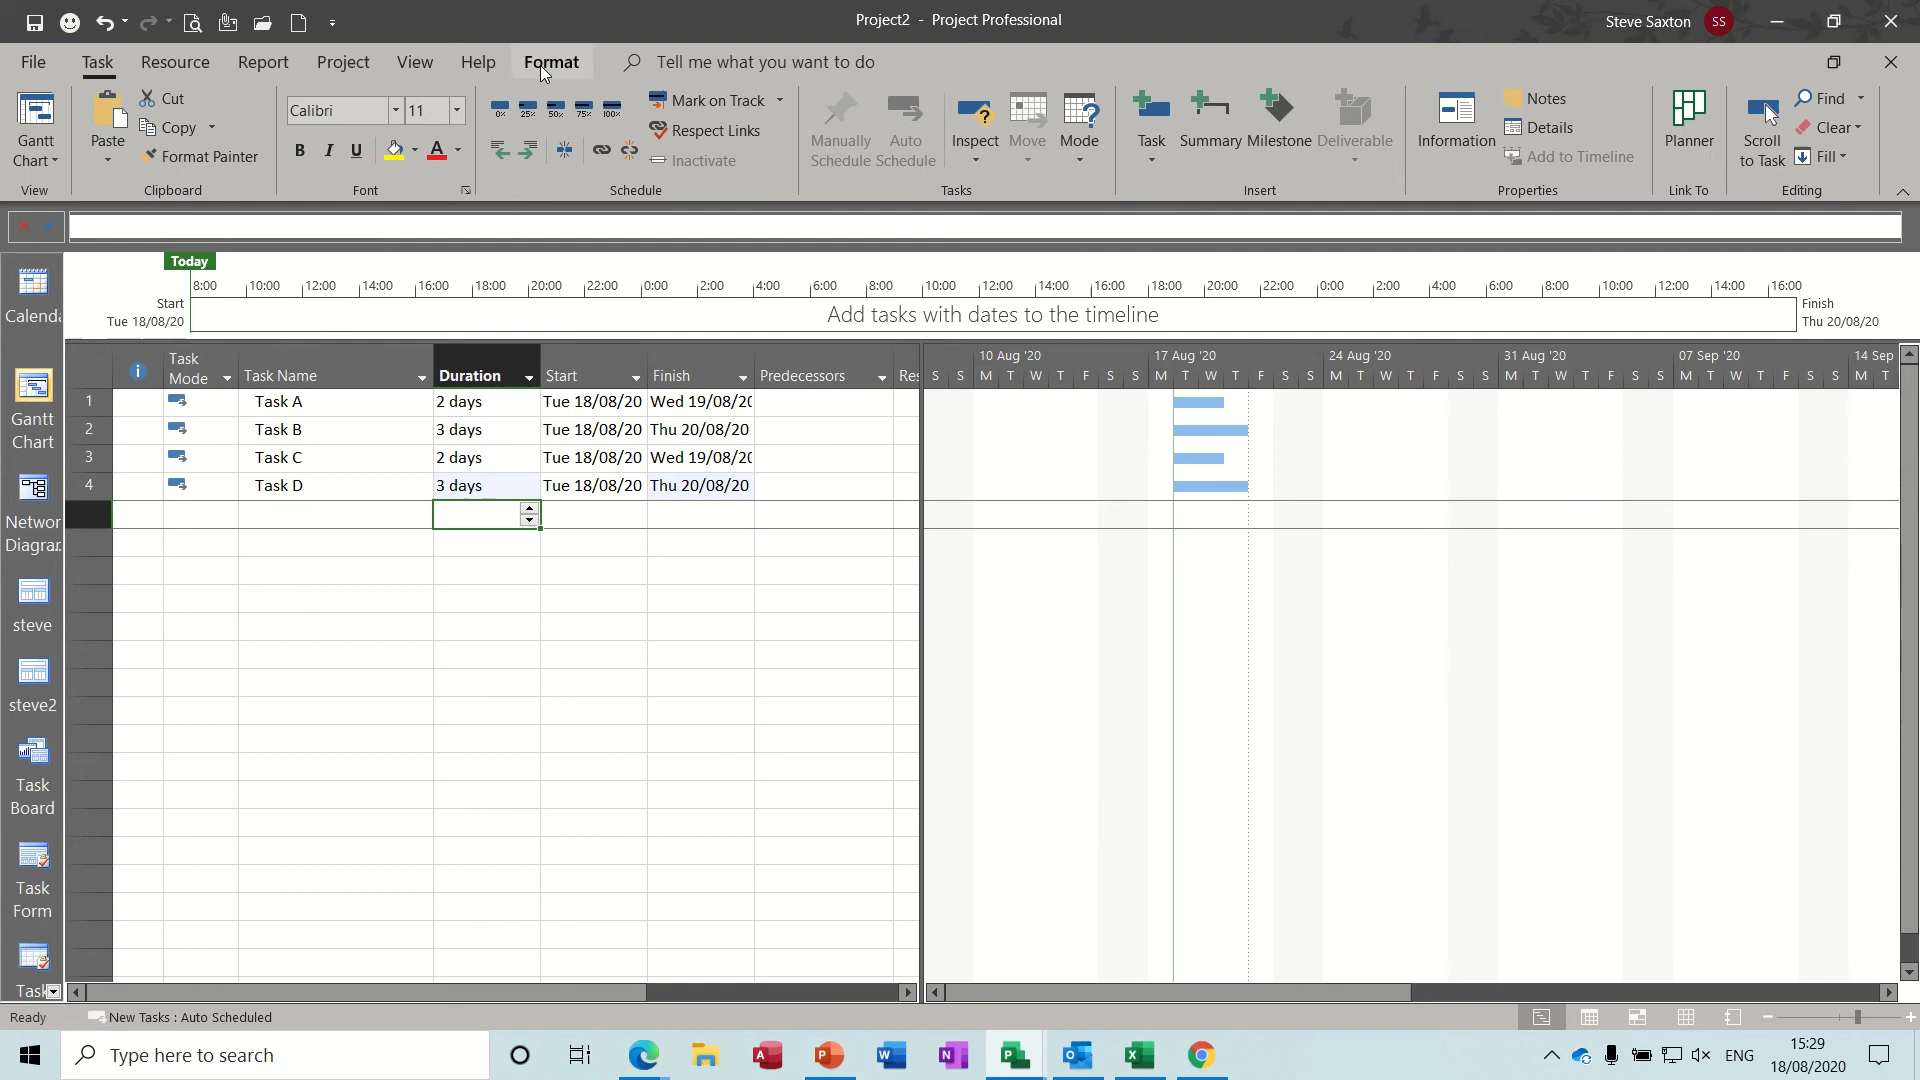 Project2 - Project Professional
Steve Saxton SS
File Task Resource Report Project View Help Format Tell me what you want to do
Gantt Chart
View
Paste
Cut
Copy
Format Painter
Clipboard
Calibri 11
B I U A
Font
0% 25% 50% 75% 100%
Mark on Track
Respect Links
Inactivate
Schedule
Manually Schedule
Auto Schedule
Inspect
Move
Mode
Tasks
Task
Summary
Milestone
Deliverable
Insert
Information
Notes
Details
Add to Timeline
Properties
Planner
Link To
Scroll to Task
Find
Clear
Fill
Editing
Today
8:00 10:00 12:00 14:00 16:00 18:00 20:00 22:00 0:00 2:00 4:00 6:00 8:00 10:00 12:00 14:00 16:00 18:00 20:00 22:00 0:00 2:00 4:00 6:00 8:00 10:00 12:00 14:00 16:00
Start
Tue 18/08/20
Add tasks with dates to the timeline
Finish
Thu 20/08/20
Calenda
Gantt
Chart
Networ
Diagrar
steve
steve2
Task
Board
Task
Form
Task
Task Mode Task Name Duration Start Finish Predecessors Res
1 Task A 2 days Tue 18/08/20 Wed 19/08/20
2 Task B 3 days Tue 18/08/20 Thu 20/08/20
3 Task C 2 days Tue 18/08/20 Wed 19/08/20
4 Task D 3 days Tue 18/08/20 Thu 20/08/20
10 Aug '20 17 Aug '20 24 Aug '20 31 Aug '20 07 Sep '20 14 Sep
S S M T W T F S S M T W T F S S M T W T F S S M T W T F S S M T W T F S S M T
Ready New Tasks : Auto Scheduled
Type here to search
ENG
15:29
18/08/2020